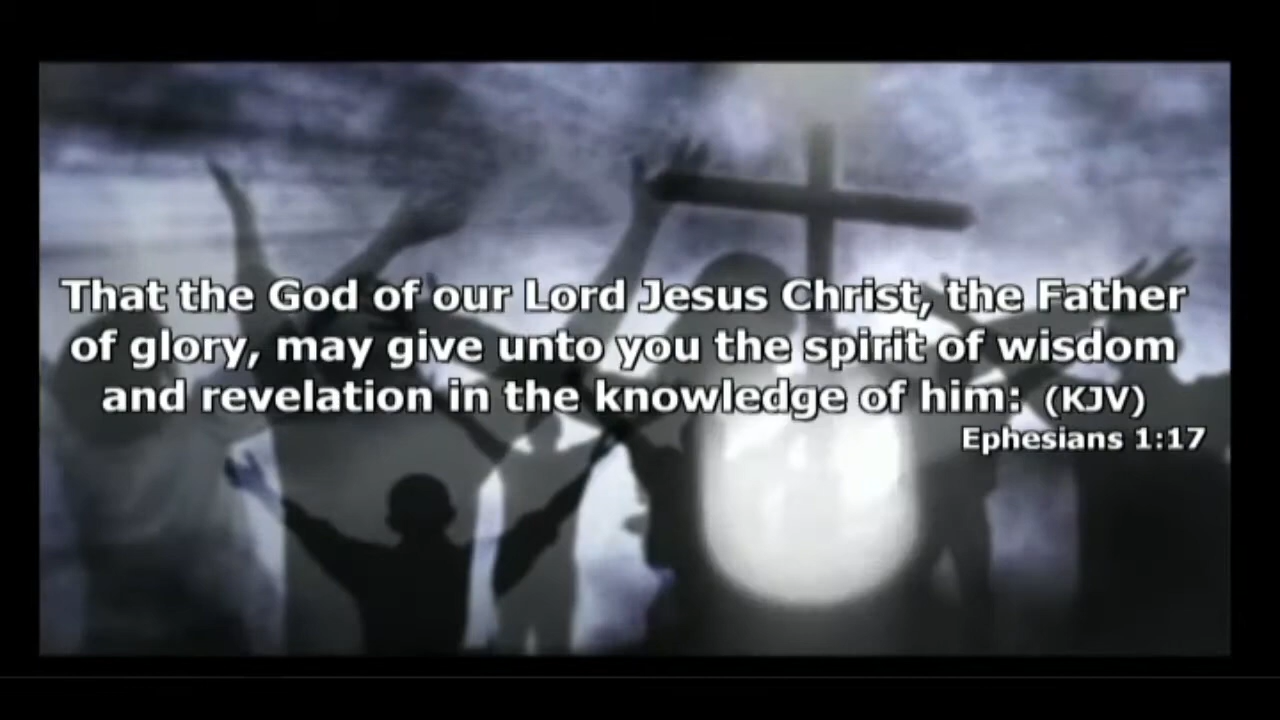 That the God of our Lord Jesus Christ, the Father
of glory, may give unto you the spirit of wisdom
and revelation in the knowledge of him: (KJV)
Ephesians 1:17